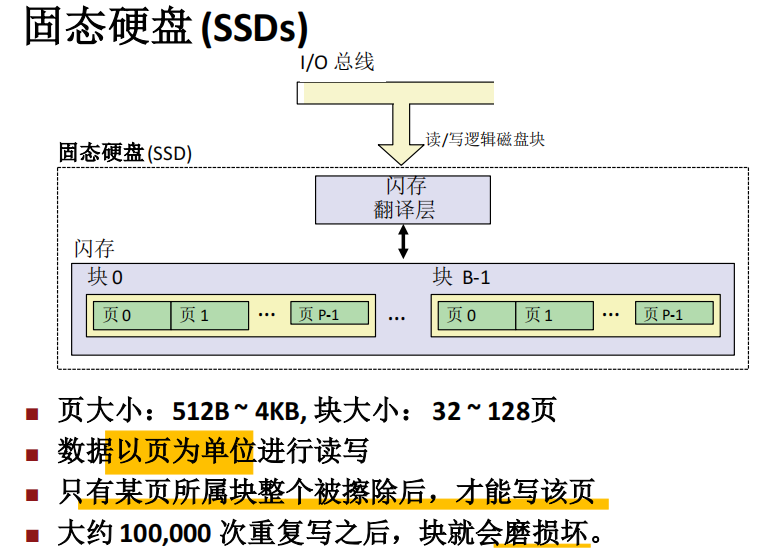 固态硬盘 (SSDs)
I/O 总线
读/写逻辑磁盘块
固态硬盘 (SSD)
闪存
翻译层
闪存
块 0
块 B-1
页 0 页 1 … 页 P-1 … 页 0 页 1 … 页 P-1
■ 页大小：512B ~ 4KB, 块大小： 32 ~ 128页
■ 数据以页为单位进行读写
■ 只有某页所属块整个被擦除后，才能写该页
■ 大约 100,000 次重复写之后，块就会磨损坏。